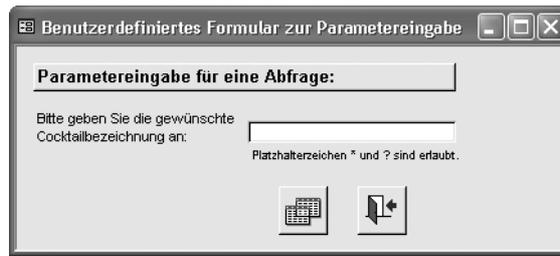 Benutzerdefiniertes Formular zur Parametereingabe
Parametereingabe für eine Abfrage:
Bitte geben Sie die gewünschte
Cocktailbezeichnung an:
Platzhalterzeichen * und ? sind erlaubt.